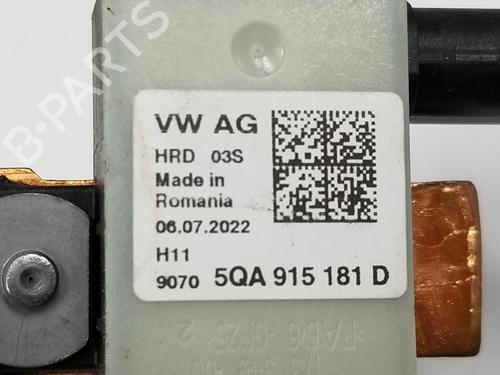 B-PARTS
VW AG
HRD 03S
Made in
Romania
06.07.2022
H11
9070 5QA 915 181 D